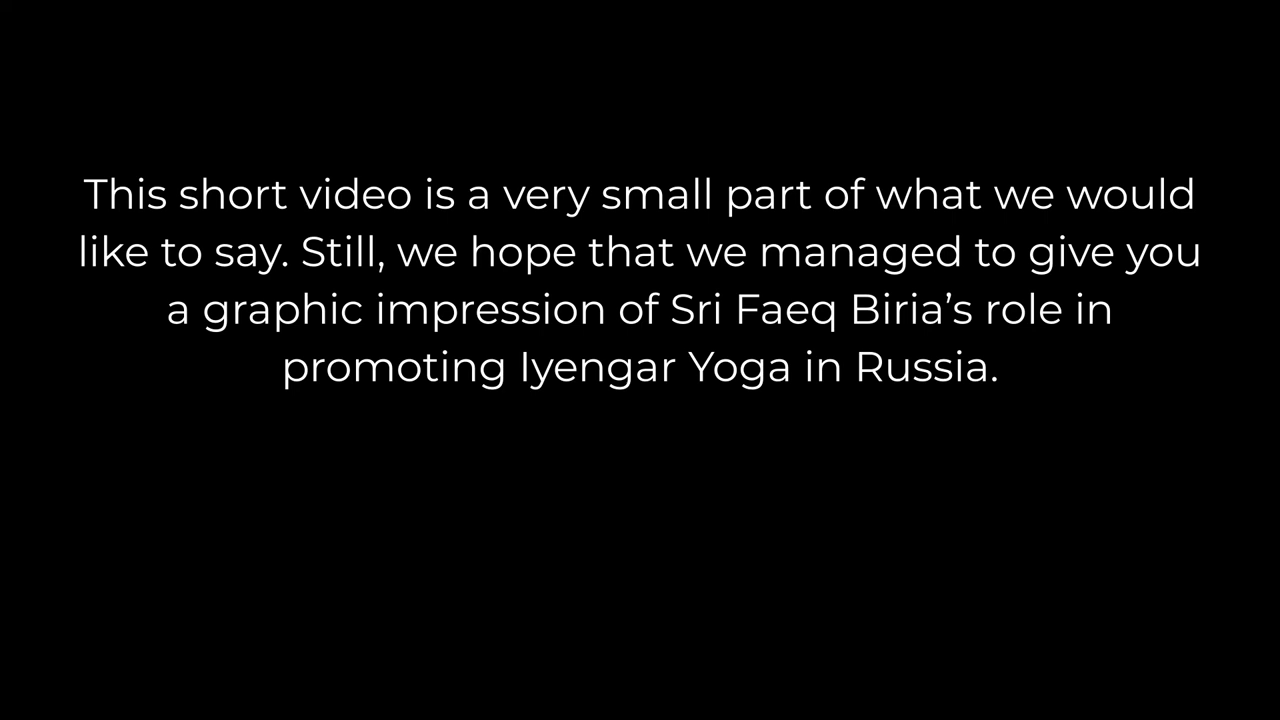 This short video is a very small part of what we would
like to say. Still, we hope that we managed to give you
a graphic impression of Sri Faeq Biria’s role in
promoting Iyengar Yoga in Russia.